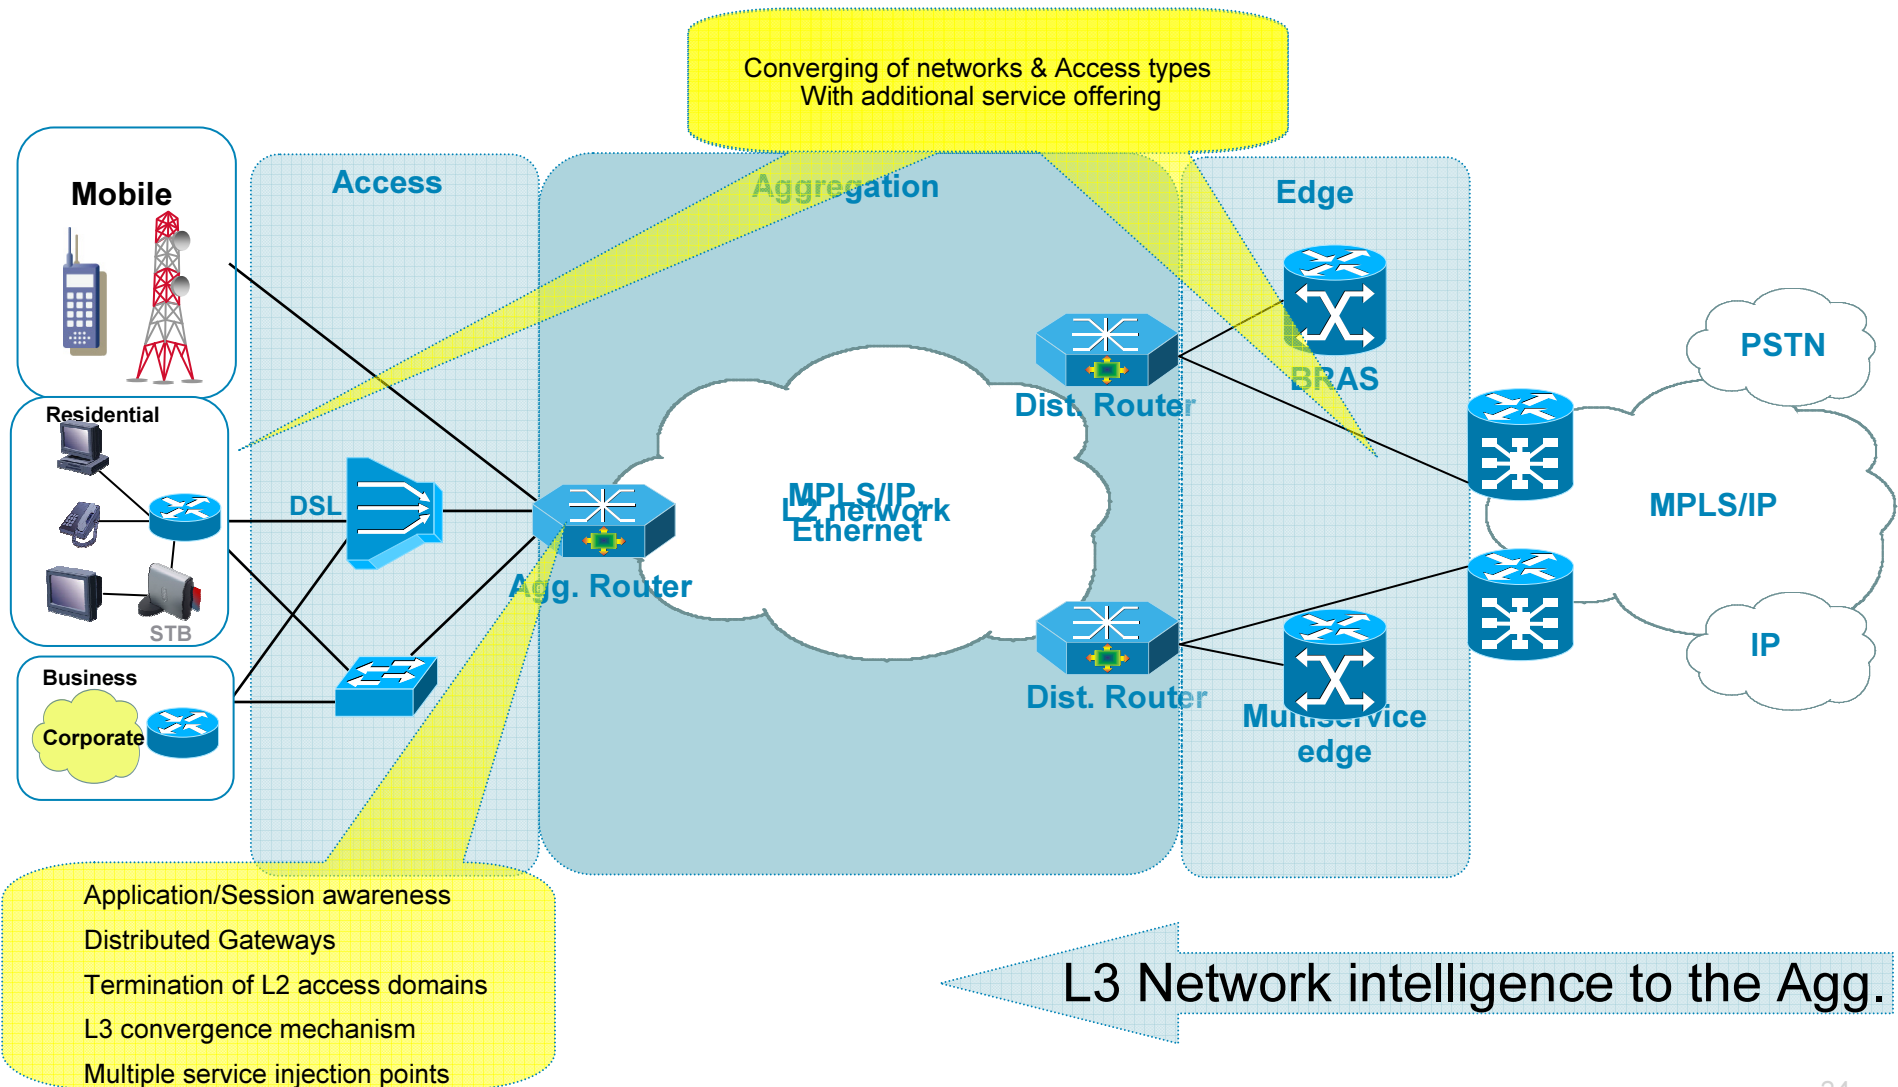 Converging of networks & Access types
With additional service offering
Mobile
Access
Aggregation
Edge
BRAS
PSTN
Residential
Dist. Router
DSL
MPLS/IP,
L2 network
Ethernet
MPLS/IP
Agg. Router
STB
IP
Business
Corporate
Dist. Router
Multiservice
edge
Application/Session awareness
Distributed Gateways
Termination of L2 access domains
L3 convergence mechanism
Multiple service injection points
L3 Network intelligence to the Agg.